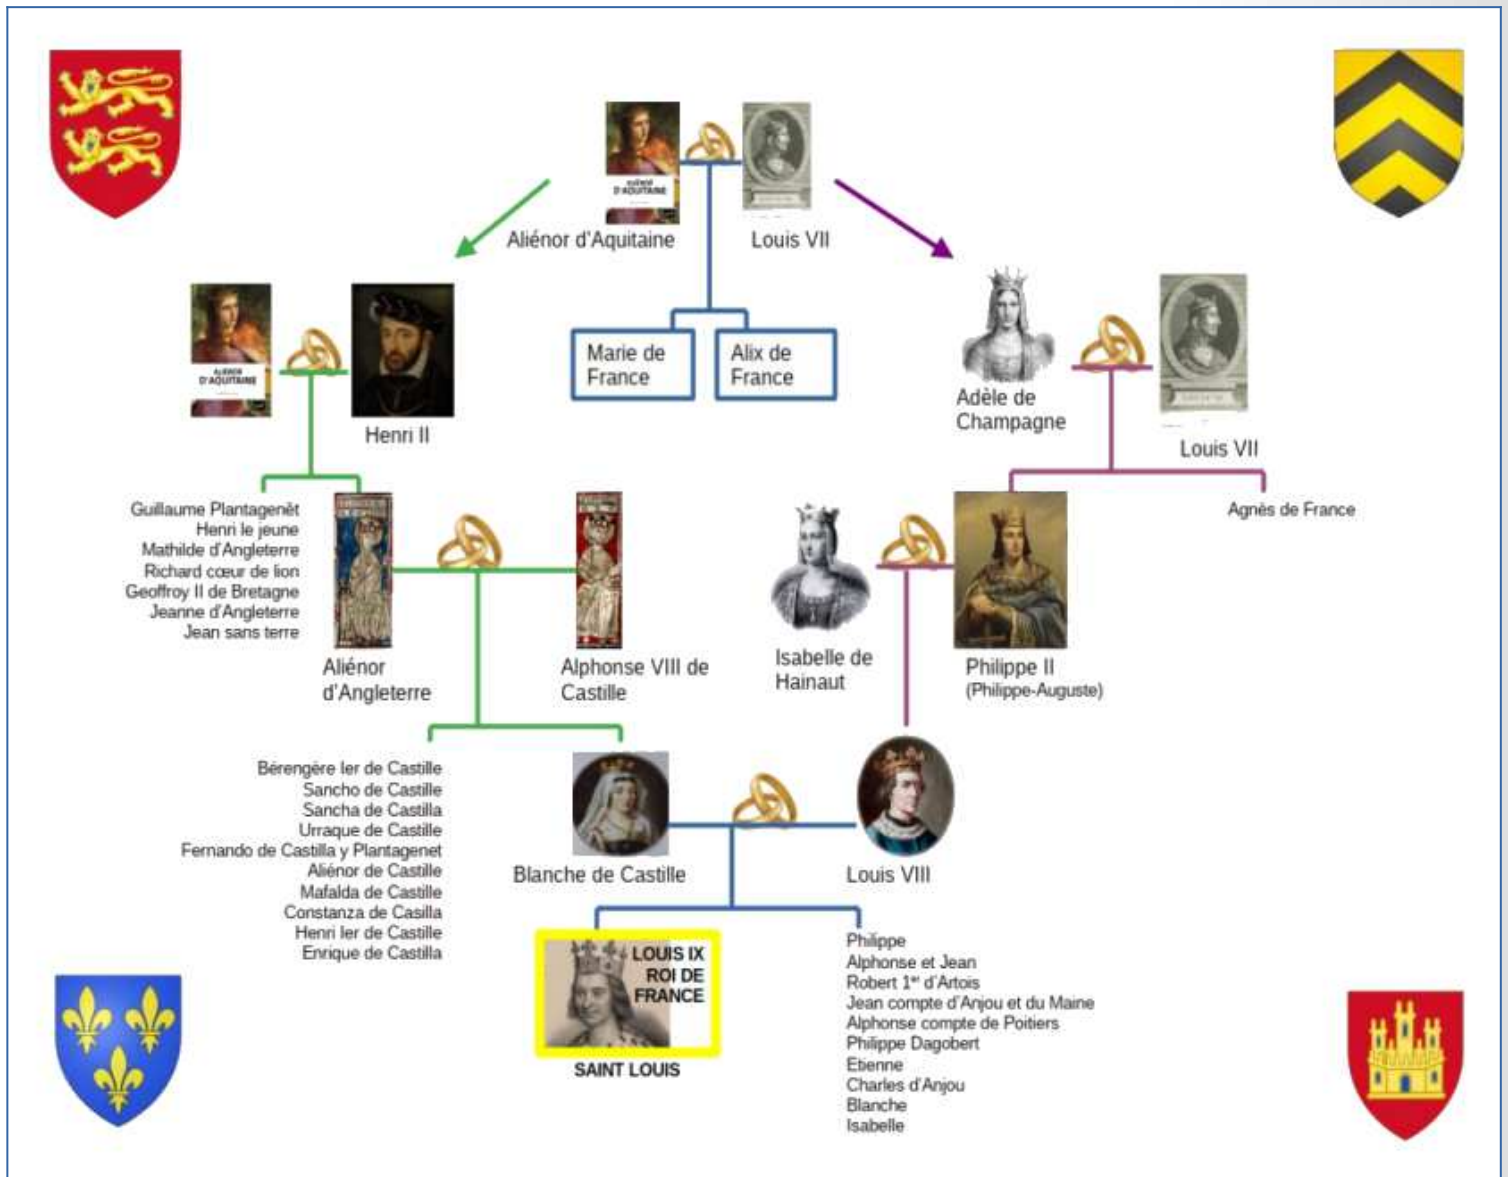 ALIÉNOR
D'AQUITAINE
Aliénor d'Aquitaine
Louis VII
ALIÉNOR
D'AQUITAINE
Henri II
Marie de
France
Alix de
France
Adèle de
Champagne
Louis VII
Guillaume Plantagenêt
Henri le jeune
Mathilde d'Angleterre
Richard cœur de lion
Geoffroy II de Bretagne
Jeanne d'Angleterre
Jean sans terre
Aliénor
d'Angleterre
Alphonse VIII de
Castille
Isabelle de
Hainaut
Philippe II
(Philippe-Auguste)
Agnès de France
Bérengère Ier de Castille
Sancho de Castille
Sancha de Castilla
Urraque de Castille
Fernando de Castilla y Plantagenet
Aliénor de Castille
Mafalda de Castille
Constanza de Casilla
Henri Ier de Castille
Enrique de Castilla
Blanche de Castille
Louis VIII
LOUIS IX
ROI DE
FRANCE
SAINT LOUIS
Philippe
Alphonse et Jean
Robert 1er d'Artois
Jean compte d'Anjou et du Maine
Alphonse compte de Poitiers
Philippe Dagobert
Etienne
Charles d'Anjou
Blanche
Isabelle